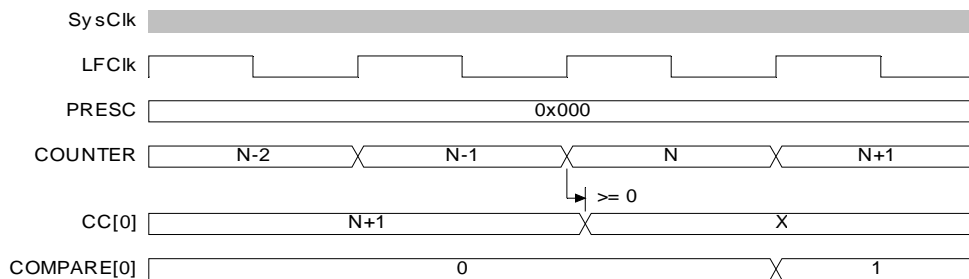 SysClk
LFClk
PRESC 0x000
COUNTER N-2 N-1 N N+1
>= 0
CC[0] N+1 X
COMPARE[0] 0 1